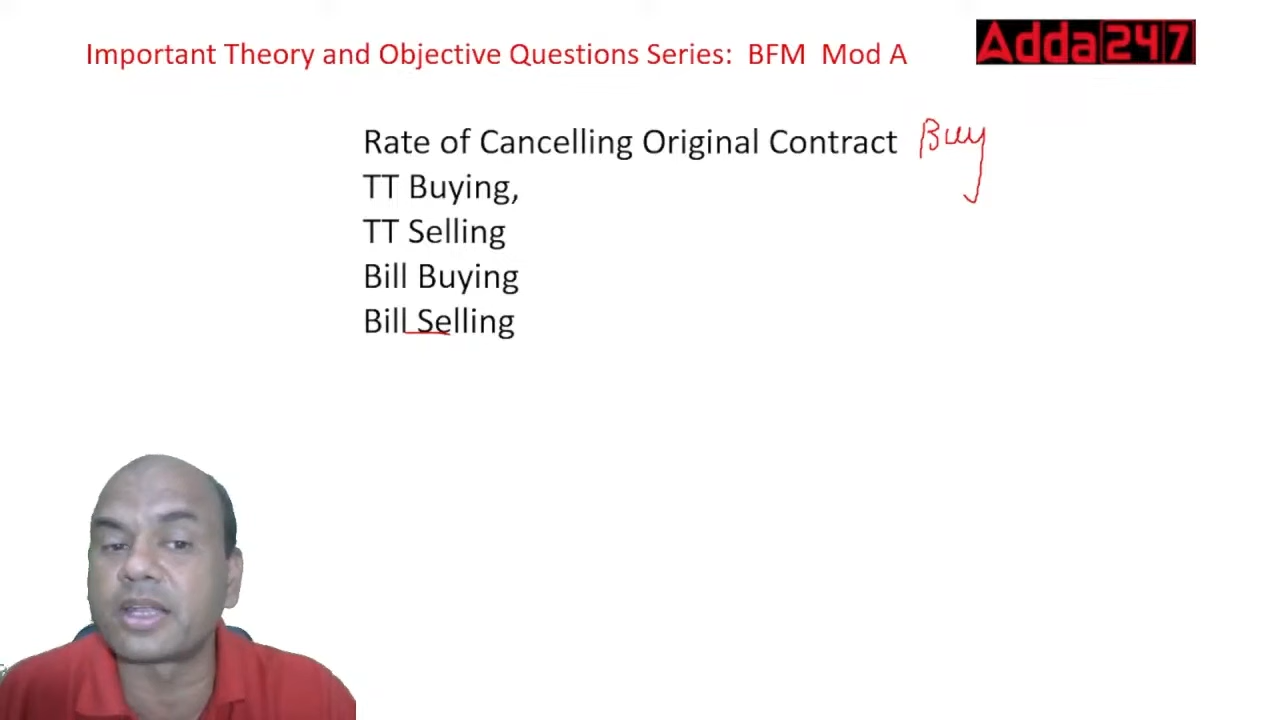 Important Theory and Objective Questions Series: BFM Mod A
Adda247
Rate of Cancelling Original Contract Buy
TT Buying,
TT Selling
Bill Buying
Bill Selling